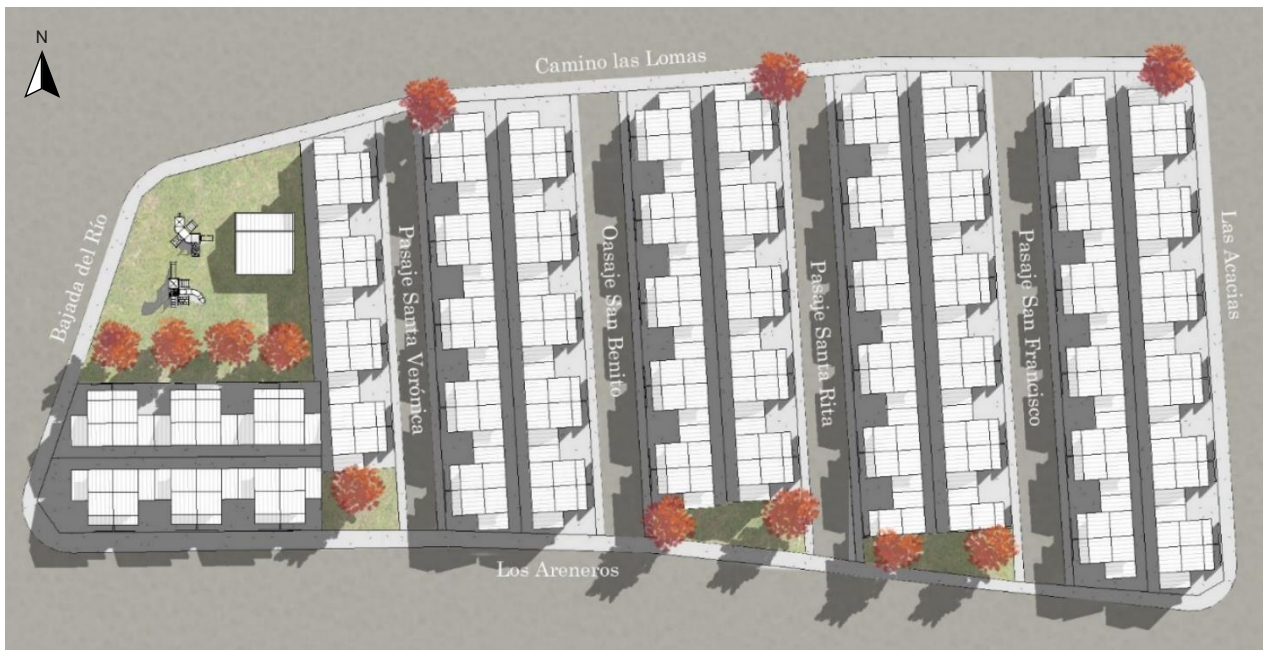 N
Camino las Lomas
Bajada del Río
Pasaje Santa Verónica
Oasaje San Benito
Pasaje Santa Rita
Pasaje San Francisco
Las Acacias
Los Areneros